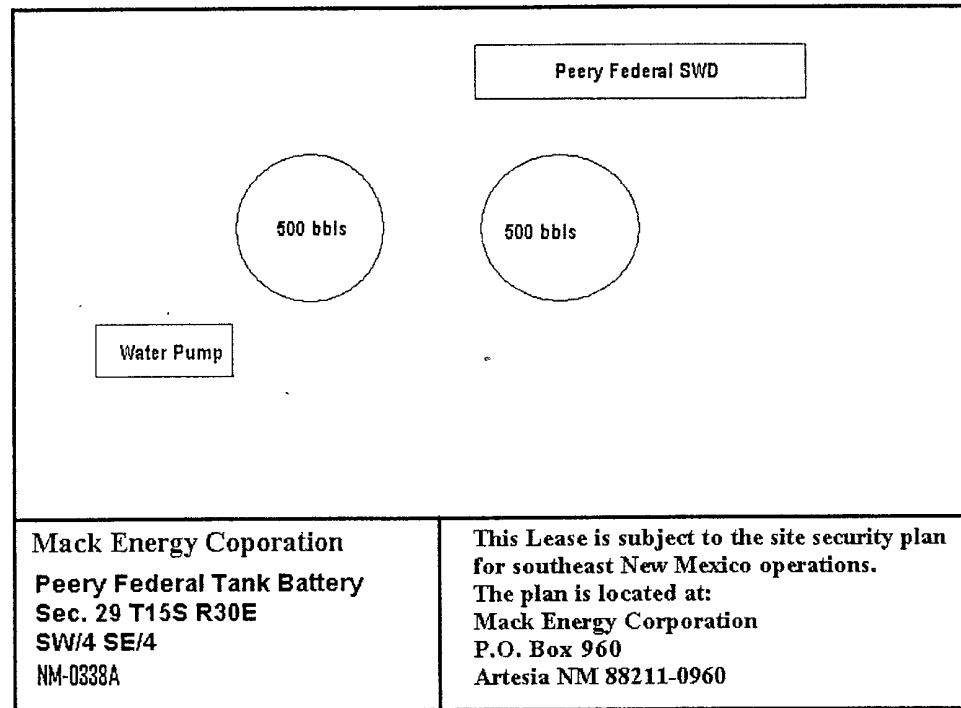 Peery Federal SWD
500 bbls
500 bbls
Water Pump
Mack Energy Coporation
Peery Federal Tank Battery
Sec. 29 T15S R30E
SW/4 SE/4
NM-0338A
This Lease is subject to the site security plan
for southeast New Mexico operations.
The plan is located at:
Mack Energy Corporation
P.O. Box 960
Artesia NM 88211-0960